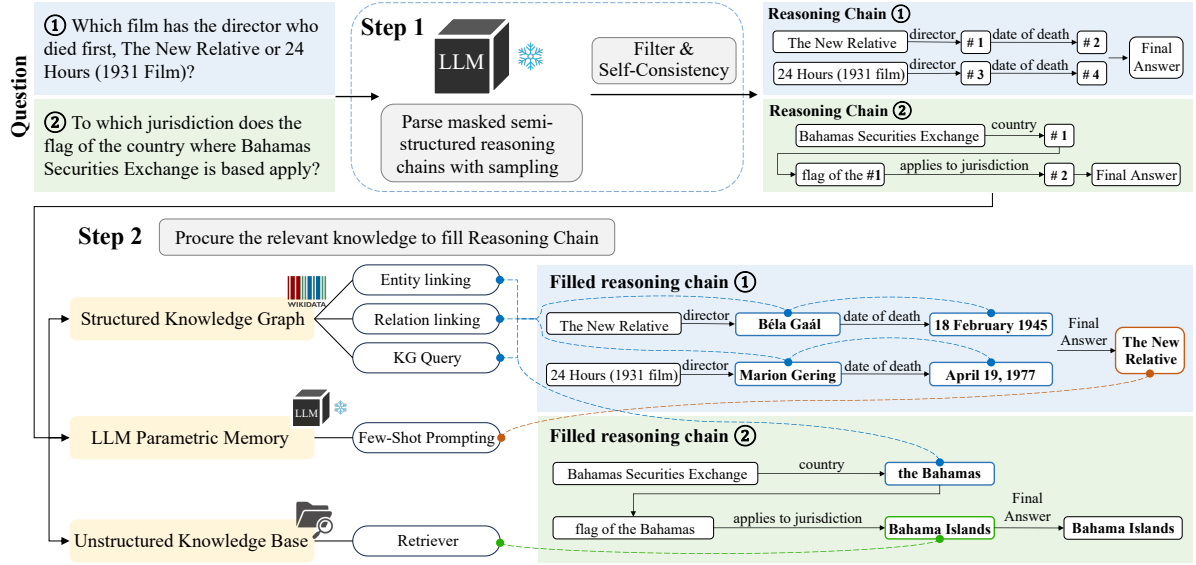 Question
① Which film has the director who
died first, The New Relative or 24
Hours (1931 Film)?
② To which jurisdiction does the
flag of the country where Bahamas
Securities Exchange is based apply?
Step 1
LLM
Filter &
Self-Consistency
Parse masked semi-
structured reasoning
chains with sampling
Reasoning Chain ①
The New Relative
director
# 1
date of death
# 2
24 Hours (1931 film)
director
# 3
date of death
# 4
Final
Answer
Reasoning Chain ②
Bahamas Securities Exchange
country
# 1
flag of the #1
applies to jurisdiction
# 2
Final Answer
Step 2
Procure the relevant knowledge to fill Reasoning Chain
WIKIDATA
Structured Knowledge Graph
Entity linking
Relation linking
KG Query
LLM
LLM Parametric Memory
Few-Shot Prompting
Unstructured Knowledge Base
Retriever
Filled reasoning chain ①
The New Relative
director
Béla Gaál
date of death
18 February 1945
24 Hours (1931 film)
director
Marion Gering
date of death
April 19, 1977
Final
Answer
The New
Relative
Filled reasoning chain ②
Bahamas Securities Exchange
country
the Bahamas
flag of the Bahamas
applies to jurisdiction
Bahama Islands
Final
Answer
Bahama Islands